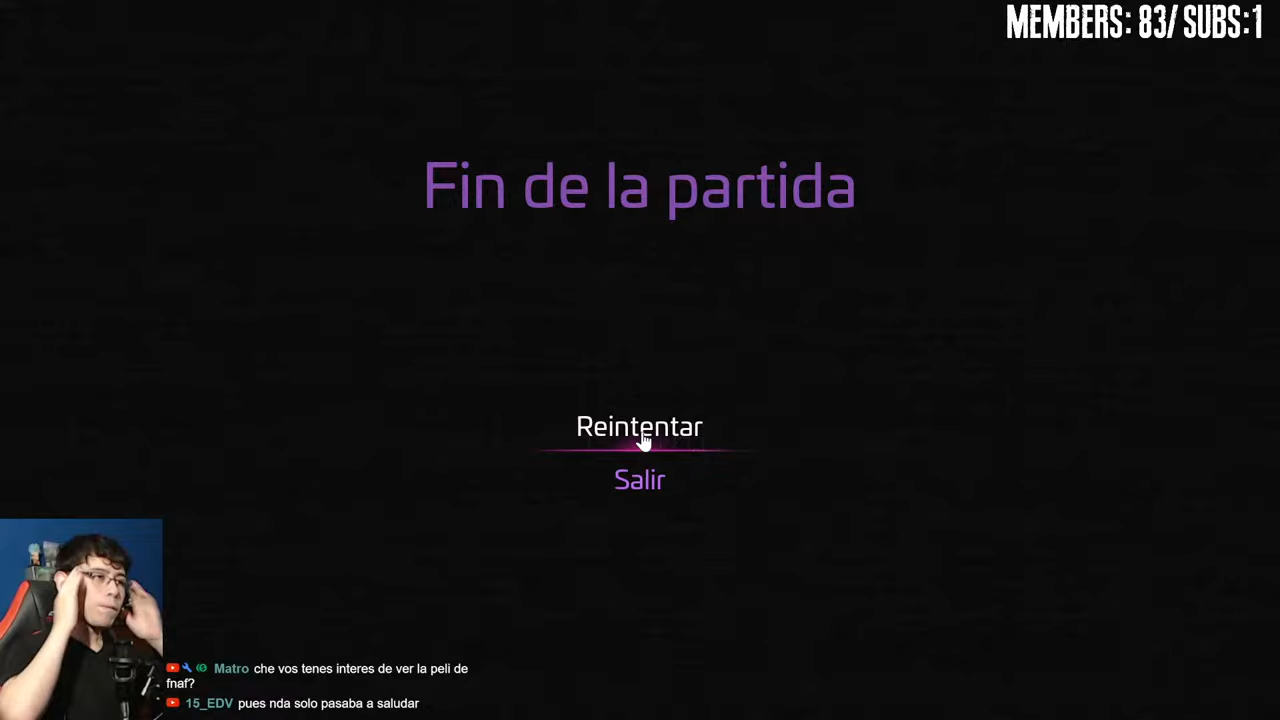 MEMBERS: 83/ SUBS:1
Fin de la partida
Reintentar
Salir
Matro che vos tenes interes de ver la peli de
fnaf?
15_EDV pues nda solo pasaba a saludar